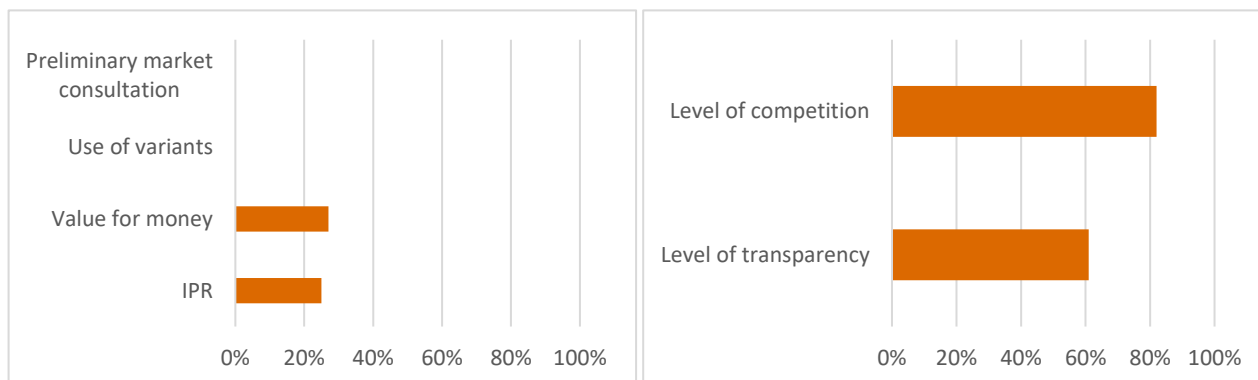 Preliminary market
consultation
Use of variants
Value for money
IPR
0% 20% 40% 60% 80% 100%
Level of competition
Level of transparency
0% 20% 40% 60% 80% 100%